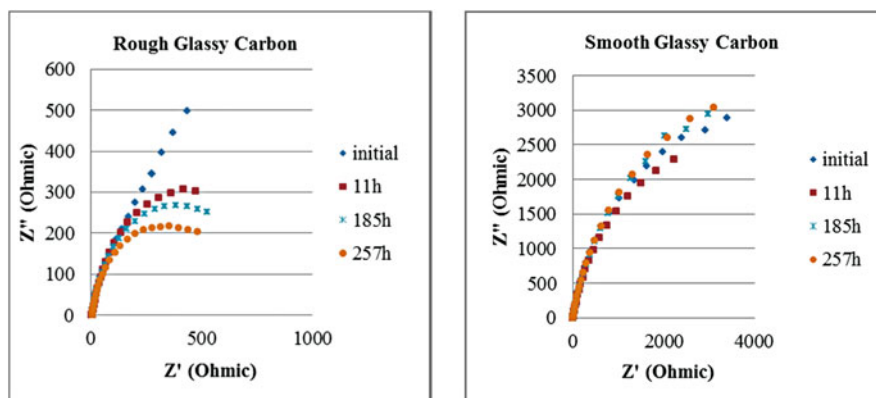 Rough Glassy Carbon
600
500
400
300
200
100
0
0 500 1000
Z" (Ohmic)
Z' (Ohmic)
initial
11h
185h
257h
Smooth Glassy Carbon
3500
3000
2500
2000
1500
1000
500
0
0 2000 4000
Z" (Ohmic)
Z' (Ohmic)
initial
11h
185h
257h